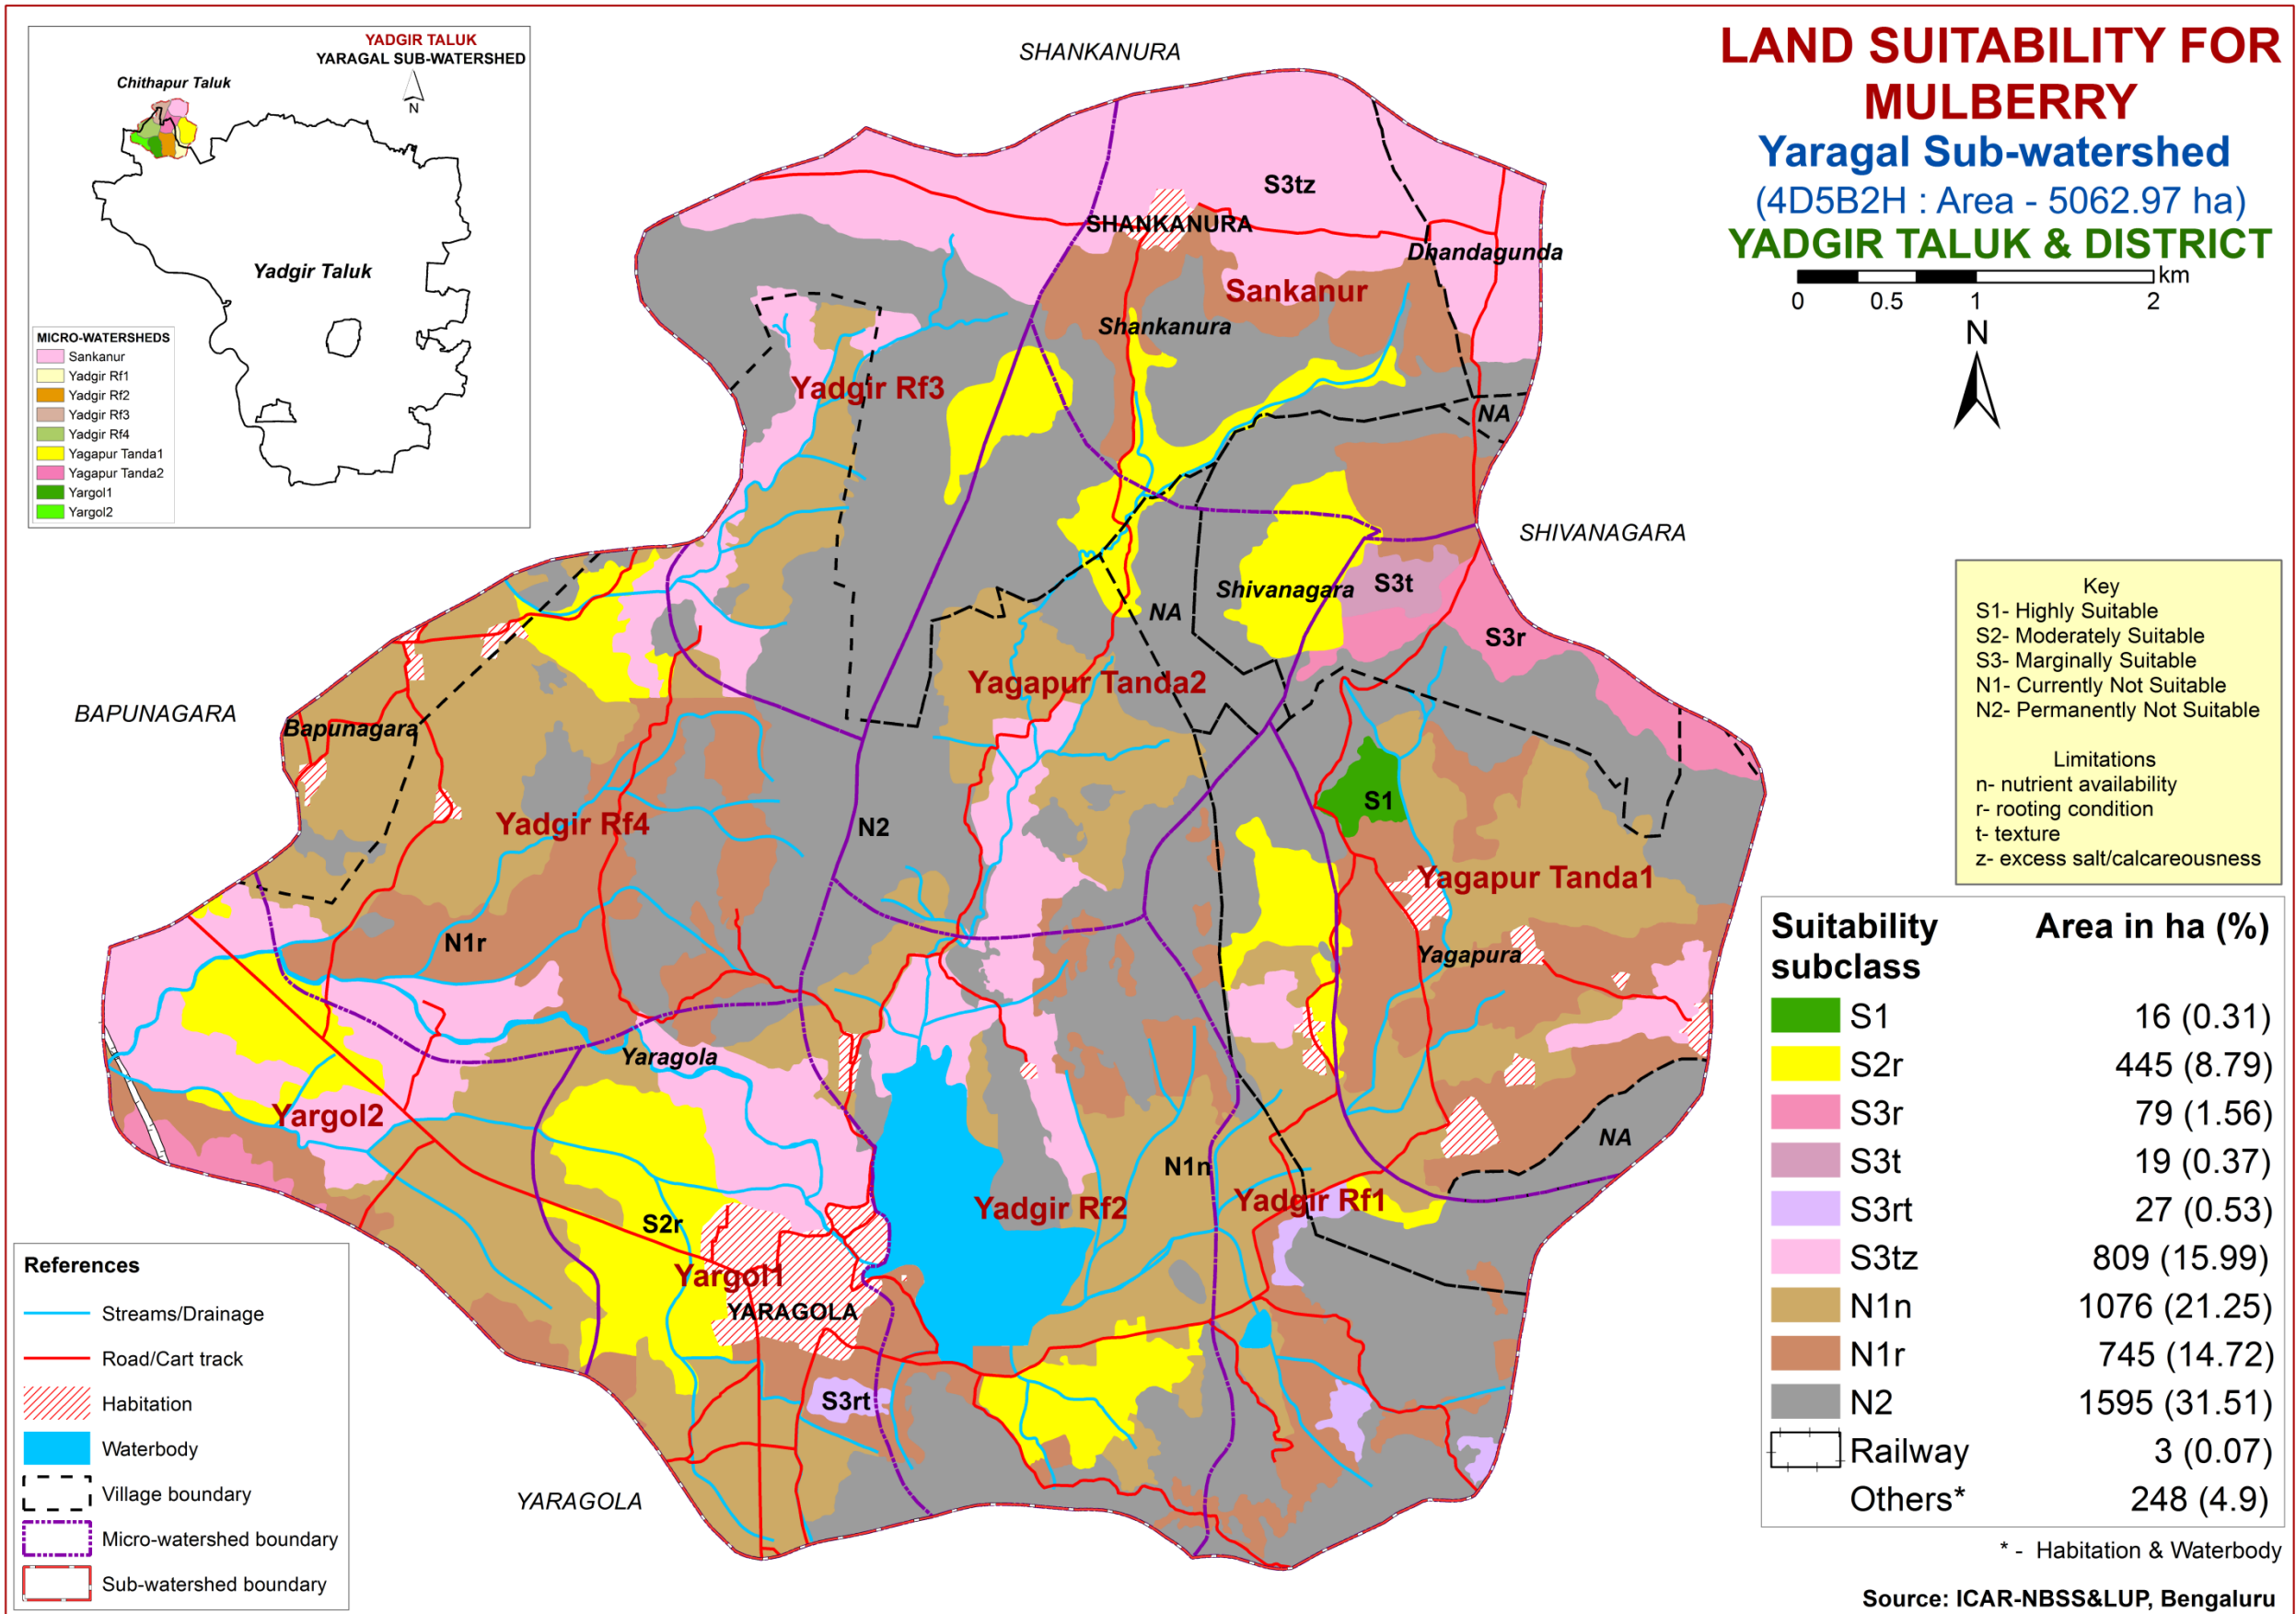 LAND SUITABILITY FOR
MULBERRY
Yaragal Sub-watershed
(4D5B2H : Area - 5062.97 ha)
YADGIR TALUK & DISTRICT
km
0 0.5 1 2
N
YADGIR TALUK
YARAGAL SUB-WATERSHED
N
Chithapur Taluk
Yadgir Taluk
MICRO-WATERSHEDS
Sankanur
Yadgir Rf1
Yadgir Rf2
Yadgir Rf3
Yadgir Rf4
Yagapur Tanda1
Yagapur Tanda2
Yargol1
Yargol2
SHANKANURA
S3tz
SHANKANURA
Dhandagunda
Sankanur
Shankanura
Yadgir Rf3
NA
SHIVANAGARA
S3t
Shivanagara
NA
S3r
Yagapur Tanda2
BAPUNAGARA
Bapunagara
S1
Yadgir Rf4
N2
Yagapur Tanda1
N1r
Yagapura
Yaragola
Yargol2
NA
N1n
Yadgir Rf2
Yadgir Rf1
S2r
Yargol1
YARAGOLA
S3rt
YARAGOLA
Key
S1- Highly Suitable
S2- Moderately Suitable
S3- Marginally Suitable
N1- Currently Not Suitable
N2- Permanently Not Suitable
Limitations
n- nutrient availability
r- rooting condition
t- texture
z- excess salt/calcareousness
Suitability subclass Area in ha (%)
S1 16 (0.31)
S2r 445 (8.79)
S3r 79 (1.56)
S3t 19 (0.37)
S3rt 27 (0.53)
S3tz 809 (15.99)
N1n 1076 (21.25)
N1r 745 (14.72)
N2 1595 (31.51)
Railway 3 (0.07)
Others* 248 (4.9)
* - Habitation & Waterbody
Source: ICAR-NBSS&LUP, Bengaluru
References
Streams/Drainage
Road/Cart track
Habitation
Waterbody
Village boundary
Micro-watershed boundary
Sub-watershed boundary